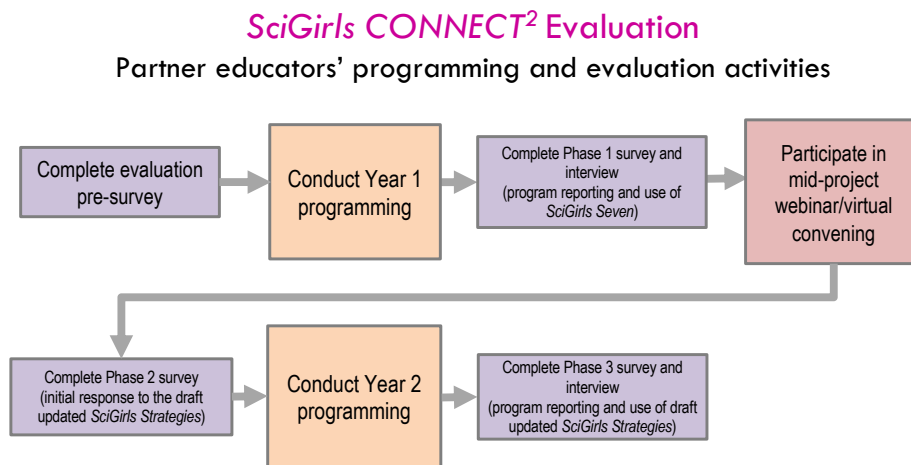 SciGirls CONNECT² Evaluation
Partner educators’ programming and evaluation activities
Complete evaluation
pre-survey
Conduct Year 1
programming
Complete Phase 1 survey and
interview
(program reporting and use of
SciGirls Seven)
Participate in
mid-project
webinar/virtual
convening
Complete Phase 2 survey
(initial response to the draft
updated SciGirls Strategies)
Conduct Year 2
programming
Complete Phase 3 survey and
interview
(program reporting and use of draft
updated SciGirls Strategies)